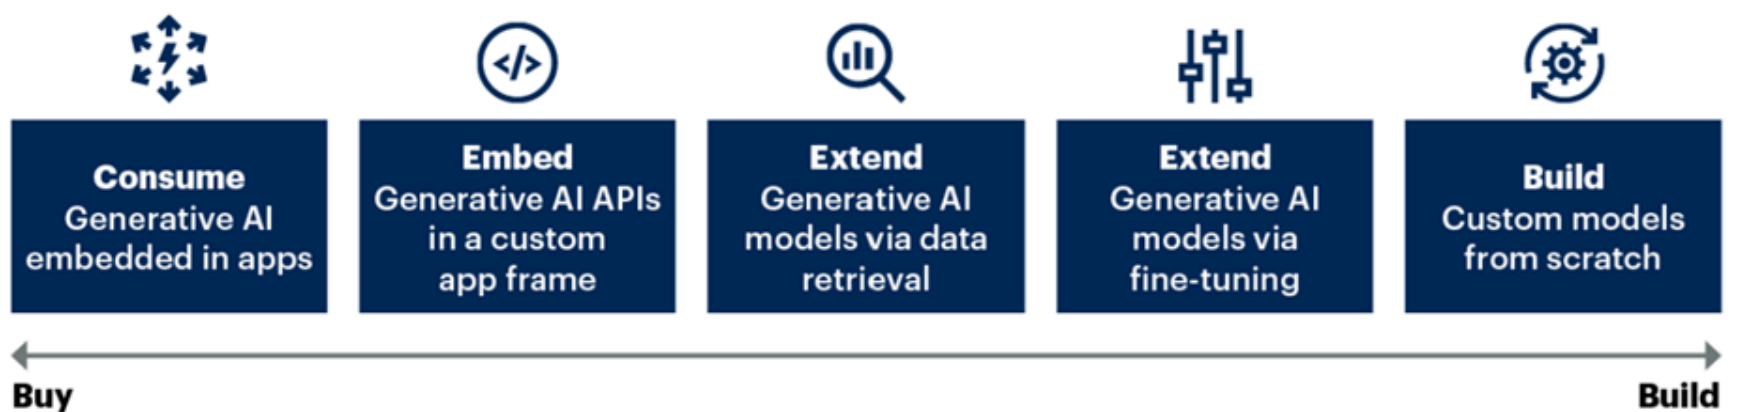 </>
Consume
Generative AI
embedded in apps
Embed
Generative AI APIs
in a custom
app frame
Extend
Generative AI
models via data
retrieval
Extend
Generative AI
models via
fine-tuning
Build
Custom models
from scratch
Buy
Build